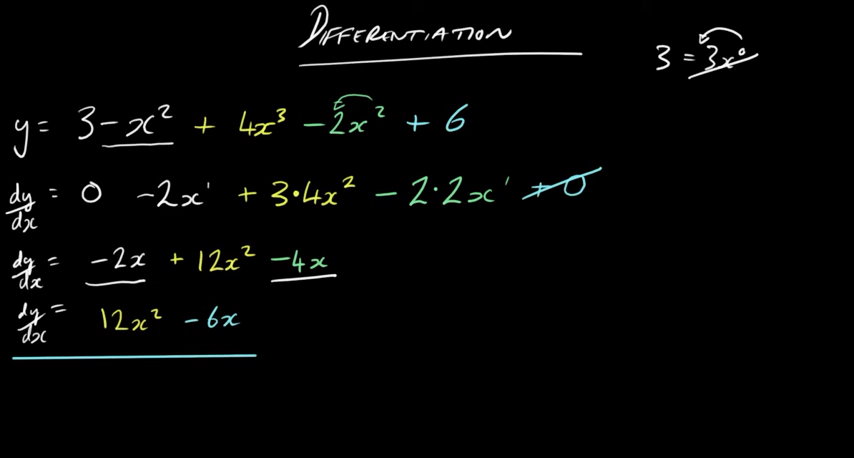 DIFFERENTIATION
3 = 3x⁰
y = 3 - x² + 4x³ - 2x² + 6
dy/dx = 0 - 2x¹ + 3·4x² - 2·2x¹ + 0
dy/dx = -2x + 12x² - 4x
dy/dx = 12x² - 6x